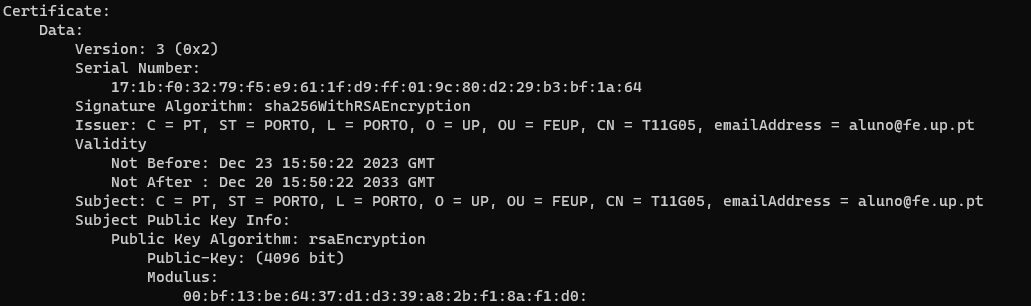 Certificate:
Data:
Version: 3 (0x2)
Serial Number:
17:1b:f0:32:79:f5:e9:61:1f:d9:ff:01:9c:80:d2:29:b3:bf:1a:64
Signature Algorithm: sha256WithRSAEncryption
Issuer: C = PT, ST = PORTO, L = PORTO, O = UP, OU = FEUP, CN = T11G05, emailAddress = aluno@fe.up.pt
Validity
Not Before: Dec 23 15:50:22 2023 GMT
Not After : Dec 20 15:50:22 2033 GMT
Subject: C = PT, ST = PORTO, L = PORTO, O = UP, OU = FEUP, CN = T11G05, emailAddress = aluno@fe.up.pt
Subject Public Key Info:
Public Key Algorithm: rsaEncryption
Public-Key: (4096 bit)
Modulus:
00:bf:13:be:64:37:d1:d3:39:a8:2b:f1:8a:f1:d0: